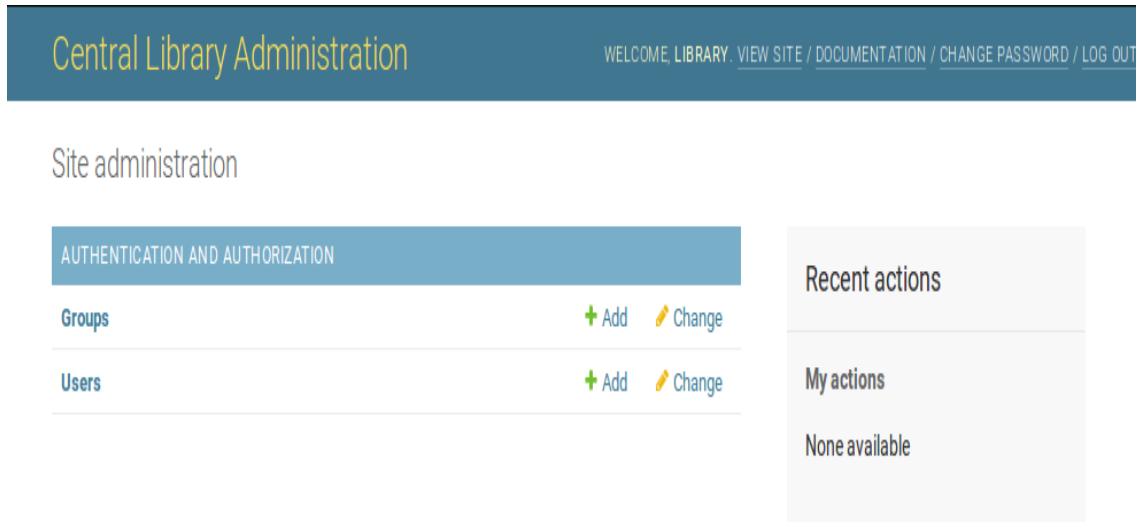 Central Library Administration
WELCOME, LIBRARY. VIEW SITE / DOCUMENTATION / CHANGE PASSWORD / LOG OUT
Site administration
AUTHENTICATION AND AUTHORIZATION
Groups
Add
Change
Users
Add
Change
Recent actions
My actions
None available